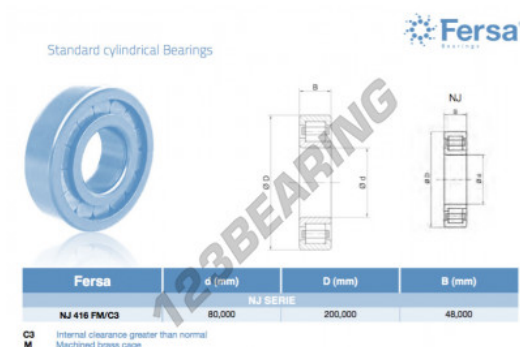 Fersa
Bearings
Standard cylindrical Bearings
B
NJ
B
Ø D
Ø d
Ø D
Ø d
123BEARING
Fersa d (mm) D (mm) B (mm)
NJ SERIE
NJ 416 FM/C3 80,000 200,000 48,000
C3 Internal clearance greater than normal
M Machined brass cage